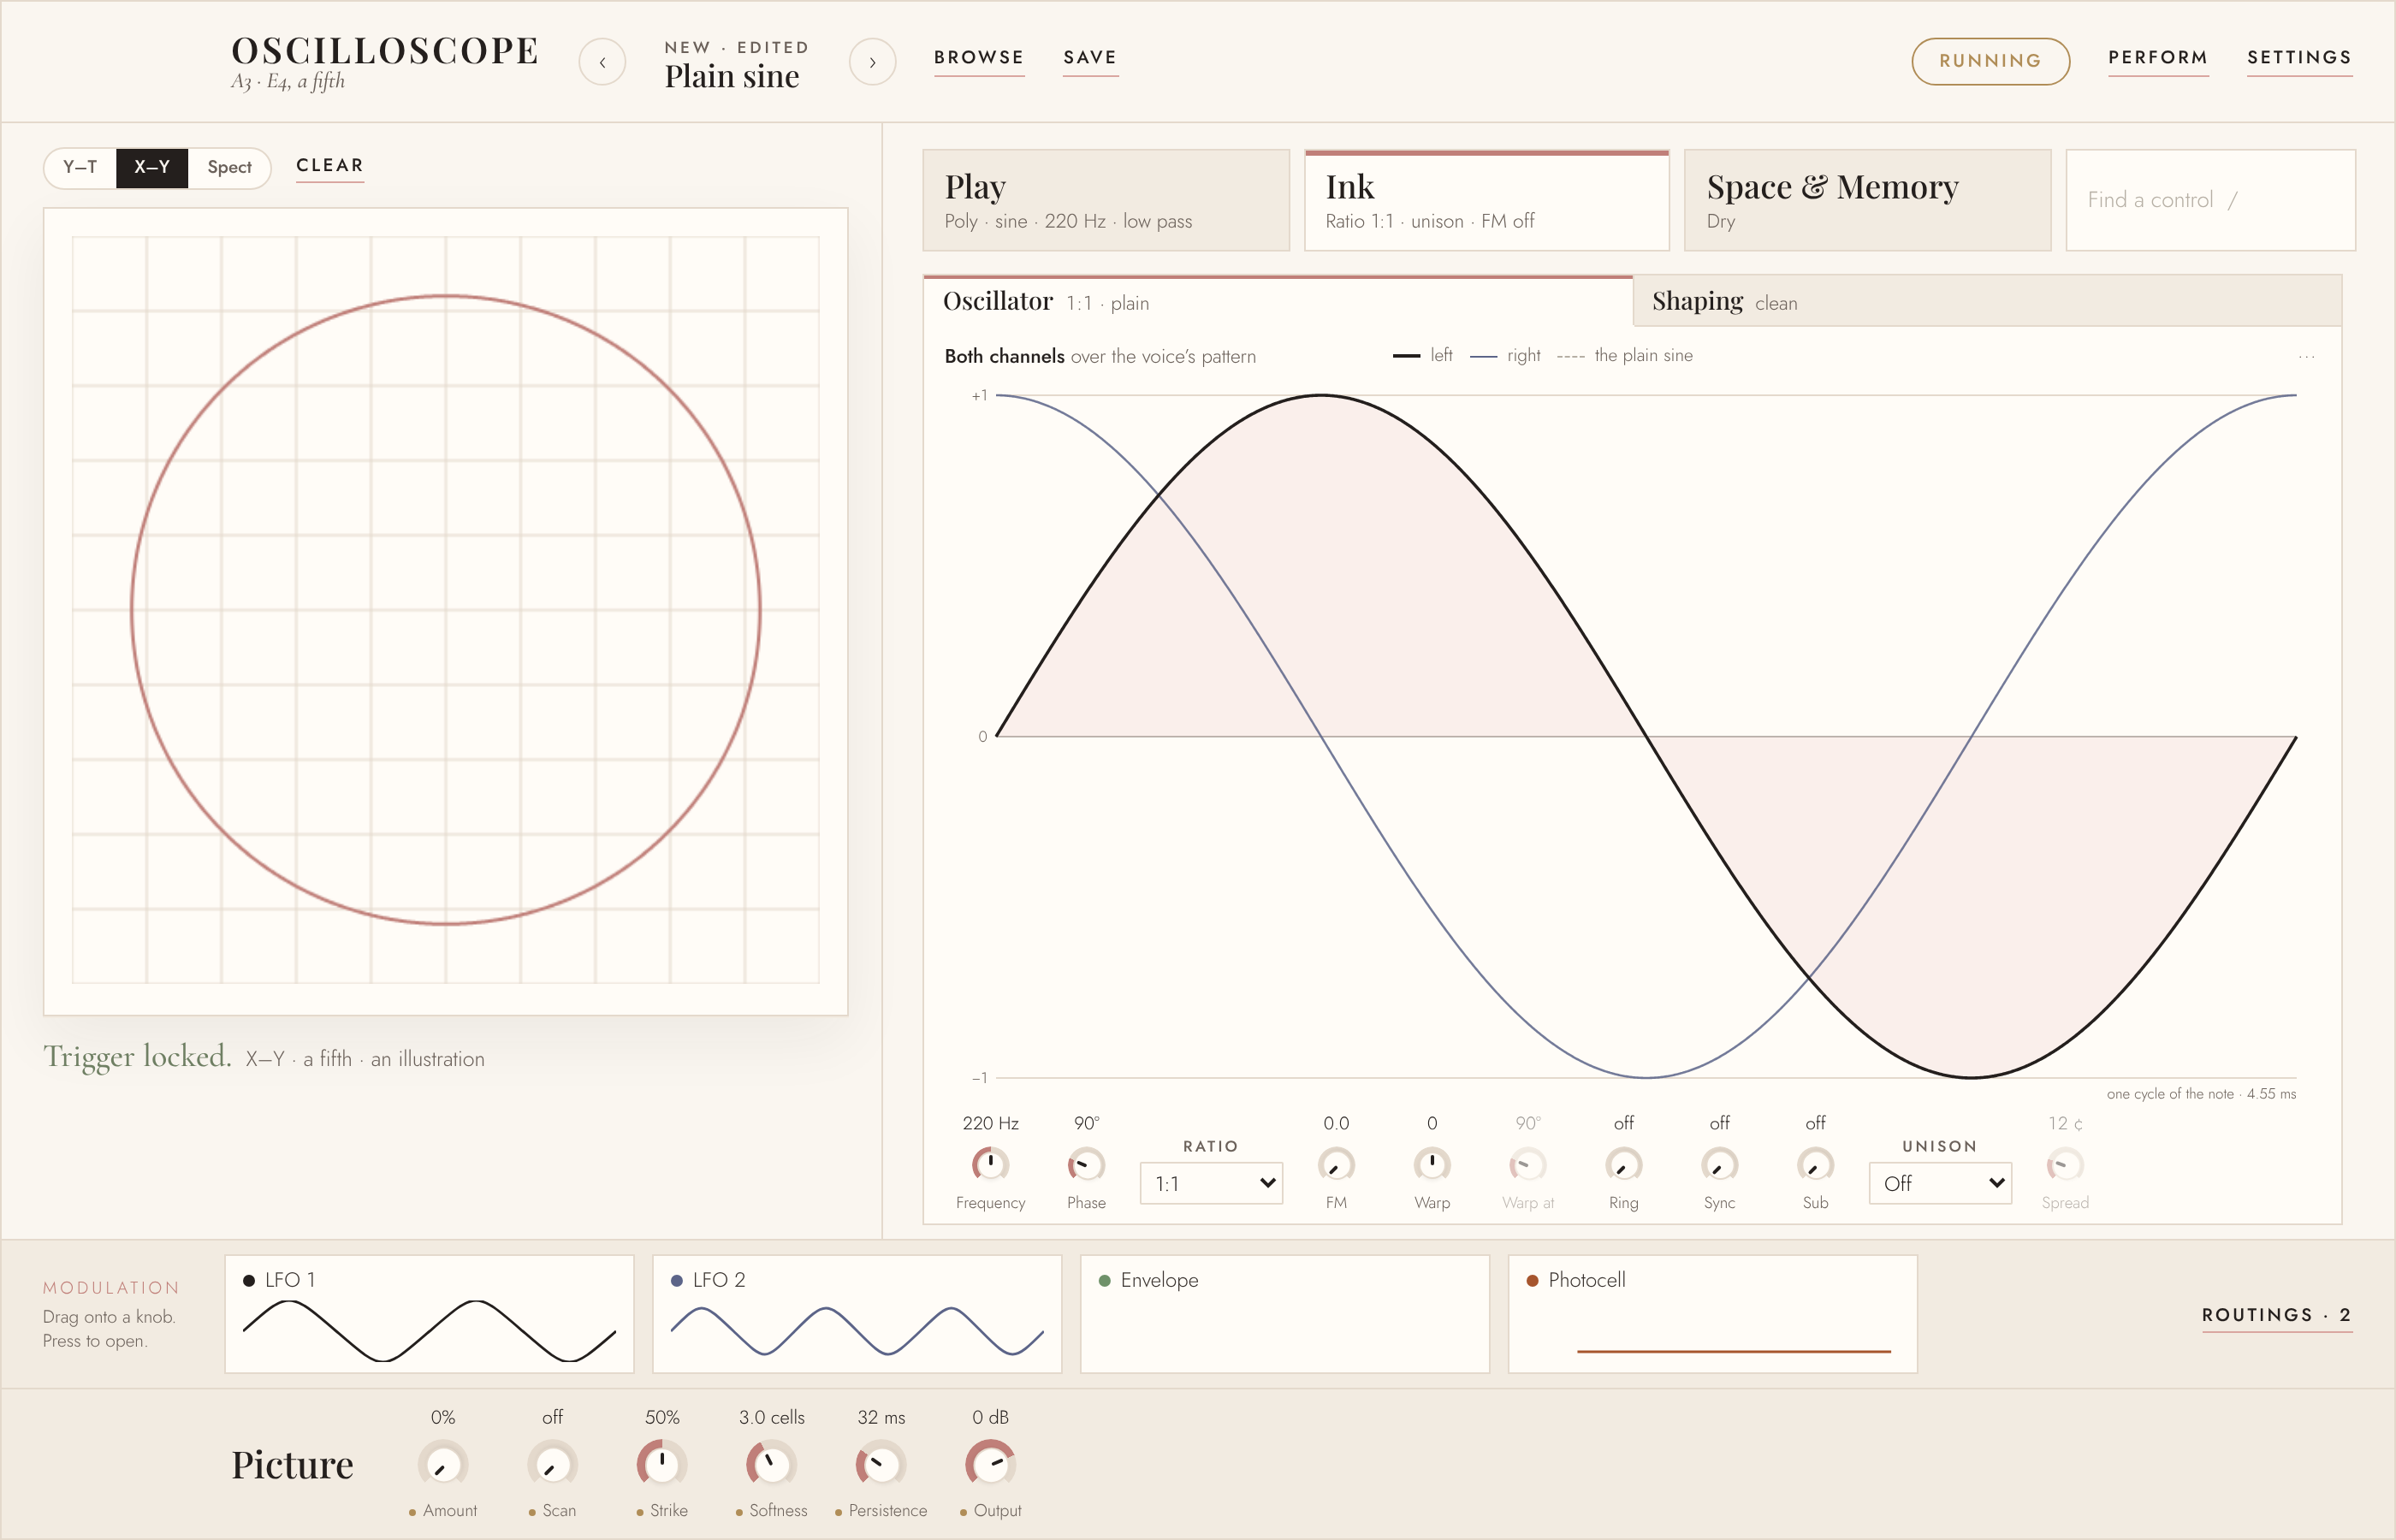 OSCILLOSCOPE
A3 · E4, a fifth
‹
NEW · EDITED
Plain sine
›
BROWSE
SAVE
RUNNING
PERFORM
SETTINGS
Y–T
X–Y
Spect
CLEAR
Trigger locked. X–Y · a fifth · an illustration
Play
Poly · sine · 220 Hz · low pass
Ink
Ratio 1:1 · unison · FM off
Space & Memory
Dry
Find a control /
Oscillator 1:1 · plain
Shaping clean
Both channels over the voice’s pattern
left
right
the plain sine
...
+1
0
−1
one cycle of the note · 4.55 ms
220 Hz
Frequency
90°
Phase
RATIO
1:1
0.0
FM
0
Warp
90°
Warp at
off
Ring
off
Sync
off
Sub
UNISON
Off
12 ¢
Spread
MODULATION
Drag onto a knob.
Press to open.
LFO 1
LFO 2
Envelope
Photocell
ROUTINGS · 2
Picture
0%
Amount
off
Scan
50%
Strike
3.0 cells
Softness
32 ms
Persistence
0 dB
Output